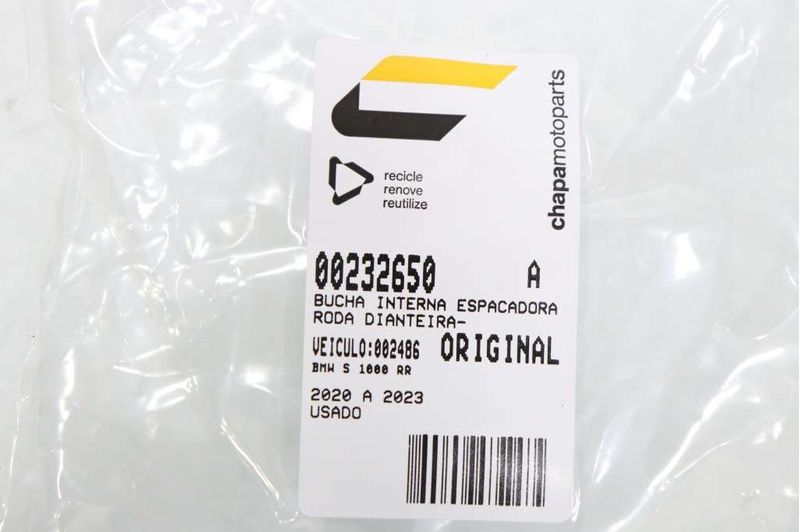 chapamotoparts
recicle
renove
reutilize
00232650 A
BUCHA INTERNA ESPACADORA
RODA DIANTEIRA-
VEICULO:002486 ORIGINAL
BMW S 1000 RR
2020 A 2023
USADO